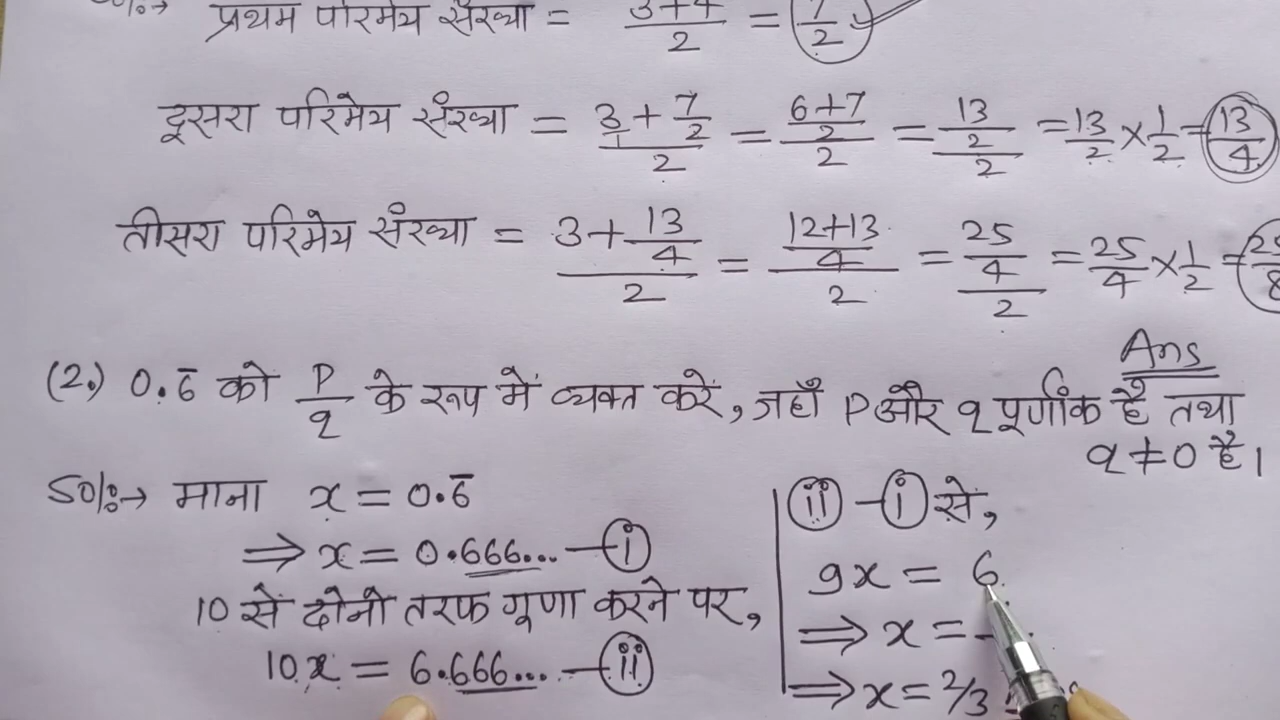 प्रथम परिमेय संख्या = 3+4/2 = 7/2
दूसरा परिमेय संख्या = (3/1 + 7/2)/2 = ((6+7)/2)/2 = (13/2)/2 = 13/2 × 1/2 = 13/4
तीसरा परिमेय संख्या = (3 + 13/4)/2 = ((12+13)/4)/2 = (25/4)/2 = 25/4 × 1/2 =
Ans
(2.) 0.6̄ को P/q के रूप में व्यक्त करें, जहाँ P और q पूर्णांक हैं तथा
q ≠ 0 है।
माना x = 0.6̄
⇒ x = 0.666... — (i)
10 से दोनों तरफ गुणा करने पर,
10x = 6.666... — (ii)
(ii) – (i) से,
9x = 6
⇒ x =
⇒ x = 2/3